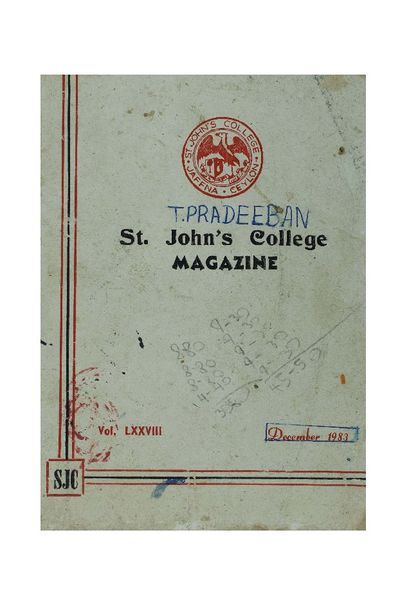 ST JOHN'S COLLEGE
JAFFNA · CEYLON
T.PRADEEBAN
St. John's College
MAGAZINE
Vol. LXXVIII
December 1983
SJC